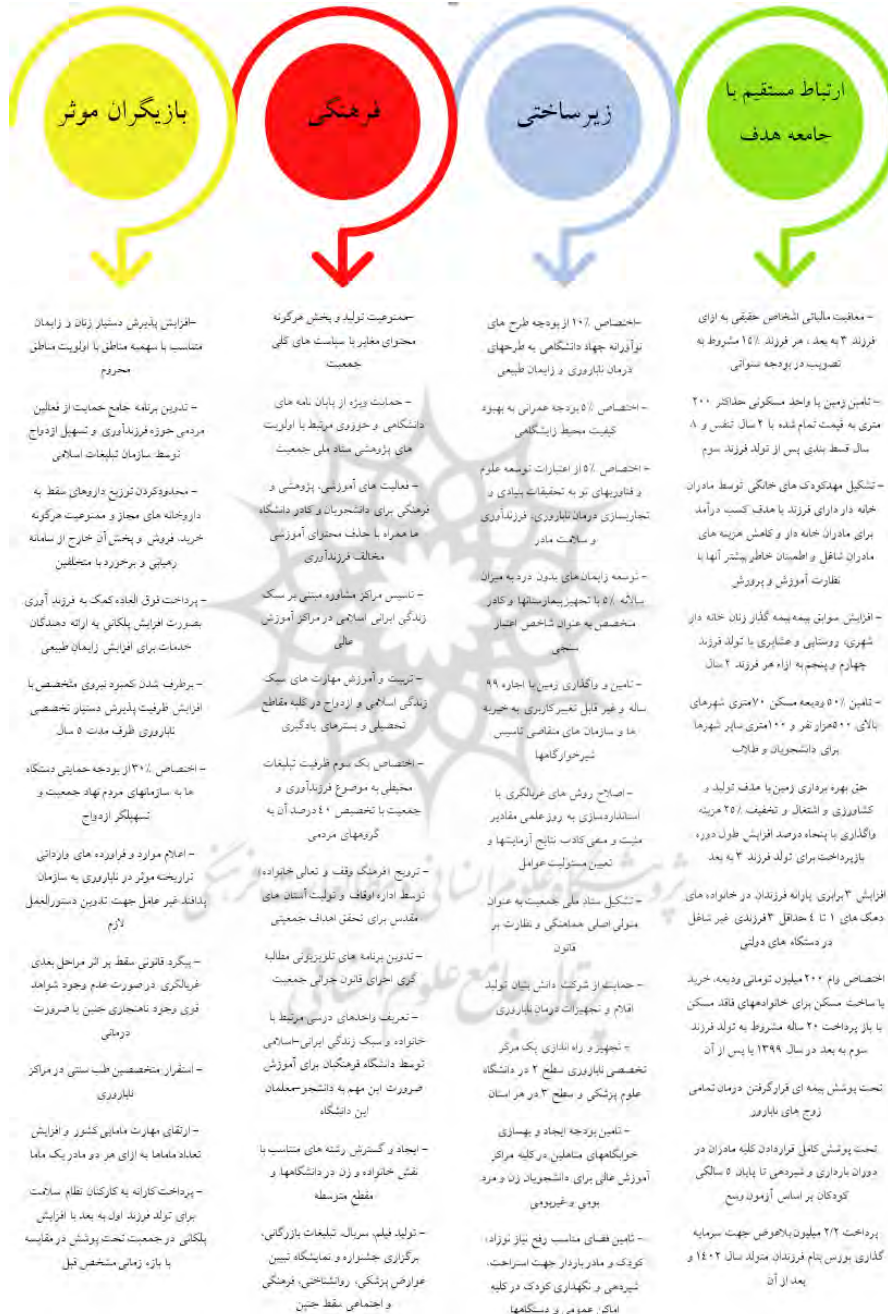 ارتباط مستقیم با
جامعه هدف
– معافیت مالیاتی اشخاص حقیقی به ازای
فرزند ۳ به بعد ، هر فرزند ٪۱۵ مشروط به
تصویب در بودجه سنواتی
– تامین زمین یا واحد مسکونی حداکثر ۲۰۰
متری به قیمت تمام شده با ۲ سال تنفس و ۸
سال قسط بندی پس از تولد فرزند سوم
– تشکیل مهدکودک های خانگی توسط مادران
خانه دار دارای فرزند با هدف کسب درآمد
برای مادران خانه دار و کاهش هزینه های
مادران شاغل و اطمینان خاطر بیشتر آنها با
نظارت آموزش و پرورش
– افزایش سوابق بیمه بیمه گذار زنان خانه دار
شهری، روستایی و عشایری با تولد فرزند
چهارم و پنجم به ازاء هر فرزند ۲ سال
– تامین ٪۵۰ ودیعه مسکن ۷۰متری شهرهای
بالای ۵۰۰هزار نفر و ۱۰۰متری سایر شهرها
برای دانشجویان و طلاب
حق بهره برداری زمین با هدف تولید و
کشاورزی و اشتغال و تخفیف ٪۲۵ هزینه
واگذاری با پنجاه درصد افزایش طول دوره
بازپرداخت برای تولد فرزند ۳ به بعد
افزایش ۳برابری یارانه فرزندان در خانواده های
دهک های ۱ تا ٤ حداقل ۳فرزندی غیر شاغل
در دستگاه های دولتی
اختصاص وام ۲۰۰ میلیون تومانی ودیعه، خرید
یا ساخت مسکن برای خانوادههای فاقد مسکن
با باز پرداخت ۲۰ ساله مشروط به تولد فرزند
سوم به بعد در سال ۱۳۹۹ یا پس از آن
تحت پوشش بیمه ای قرارگرفتن درمان تمامی
زوج های نابارور
تحت پوشش کامل قراردادن کلیه مادران در
دوران بارداری و شیردهی تا پایان ۵ سالگی
کودکان بر اساس آزمون وسع
پرداخت ۲/۲ میلیون بلاعوض جهت سرمایه
گذاری بورس بنام فرزندان متولد سال ۱٤۰۲ و
بعد از آن
زیرساختی
–اختصاص ٪۱۰ از بودجه طرح های
نوآورانه جهاد دانشگاهی به طرحهای
درمان ناباروری و زایمان طبیعی
– اختصاص ٪۵ بودجه عمرانی به بهبود
کیفیت محیط زایشگاهی
– اختصاص ٪۵ از اعتبارات توسعه علوم
و فناوریهای نو به تحقیقات بنیادی و
تجاریسازی درمان ناباروری، فرزندآوری
و سلامت مادر
– توسعه زایمان های بدون درد به میزان
سالانه ٪۵ با تجهیز بیمارستانها و کادر
متخصص به عنوان شاخص اعتبار
سنجی
– تامین و واگذاری زمین با اجاره ۹۹
ساله و غیر قابل تغییر کاربری به خیریه
ها و سازمان های متقاضی تاسیس
شیرخوارگاهها
– اصلاح روش های غربالگری با
استانداردسازی به روز علمی مقادیر
مثبت و منفی کاذب نتایج آزمایشها و
تعیین مسئولیت عوامل
– تشکیل ستاد ملی جمعیت به عنوان
متولی اصلی هماهنگی و نظارت بر
قانون
– حمایت از شرکت دانش بنیان تولید
اقلام و تجهیزات درمان ناباروری
– تجهیز و راه اندازی یک مرکز
تخصصی ناباروری سطح ۲ در دانشگاه
علوم پزشکی و سطح ۳ در هر استان
– تامین بودجه ایجاد و بهسازی
خوابگاههای متاهلین در کلیه مراکز
آموزش عالی برای دانشجویان زن و مرد
بومی و غیربومی
– تامین فضای مناسب رفع نیاز نوزاد،
کودک و مادر باردار جهت استراحت،
شیردهی و نگهداری کودک در کلیه
اماکن عمومی و دستگاهها
فرهنگی
–ممنوعیت تولید و پخش هرگونه
محتوای مغایر با سیاست های کلی
جمعیت
– حمایت ویژه از پایان نامه های
دانشگاهی و حوزوی مرتبط با اولویت
های پژوهشی ستاد ملی جمعیت
– فعالیت های آموزشی، پژوهشی و
فرهنگی برای دانشجویان و کادر دانشگاه
ها همراه با حذف محتوای آموزشی
مخالف فرزندآوری
– تاسیس مراکز مشاوره مبتنی بر سبک
زندگی ایرانی اسلامی در مراکز آموزش
عالی
– تربیت و آموزش مهارت های سبک
زندگی اسلامی و ازدواج در کلیه مقاطع
تحصیلی و بسترهای یادگیری
– اختصاص یک سوم ظرفیت تبلیغات
محیطی به موضوع فرزندآوری و
جمعیت با تخصیص ٤۰ درصد آن به
گروههای مردمی
– ترویج (فرهنگ وقف و تعالی خانواده)
توسط اداره اوقاف و تولیت آستان های
مقدس برای تحقق اهداف جمعیتی
– تدوین برنامه های تلویزیونی مطالبه
گری اجرای قانون جوانی جمعیت
– تعریف واحدهای درسی مرتبط با
خانواده و سبک زندگی ایرانی–اسلامی
توسط دانشگاه فرهنگیان برای آموزش
ضرورت این مهم به دانشجو–معلمان
این دانشگاه
– ایجاد و گسترش رشته های متناسب با
نقش خانواده و زن در دانشگاهها و
مقطع متوسطه
– تولید فیلم، سریال، تبلیغات بازرگانی،
برگزاری جشنواره و نمایشگاه تبیین
عوارض پزشکی، روانشناختی، فرهنگی
و اجتماعی سقط جنین
بازیگران موثر
–افزایش پذیرش دستیار زنان و زایمان
متناسب با سهمیه مناطق با اولویت مناطق
محروم
– تدوین برنامه جامع حمایت از فعالین
مردمی حوزه فرزندآوری و تسهیل ازدواج
توسط سازمان تبلیغات اسلامی
– محدودکردن توزیع داروهای سقط به
داروخانه های مجاز و ممنوعیت هرگونه
خرید، فروش و پخش آن خارج از سامانه
رهیابی و برخورد با متخلفین
– پرداخت فوق العاده کمک به فرزند آوری
بصورت افزایش پلکانی به ارائه دهندگان
خدمات برای افزایش زایمان طبیعی
– برطرف شدن کمبود نیروی متخصص با
افزایش ظرفیت پذیرش دستیار تخصصی
ناباروری ظرف مدت ۵ سال
– اختصاص ٪۳۰ از بودجه حمایتی دستگاه
ها به سازمانهای مردم نهاد جمعیت و
تسهیلگر ازدواج
– اعلام موارد و فراورده های وارداتی
تراریخته موثر در ناباروری به سازمان
پدافند غیر عامل جهت تدوین دستورالعمل
لازم
– پیگرد قانونی سقط بر اثر مراحل بعدی
غربالگری درصورت عدم وجود شواهد
قوی وجود ناهنجاری جنین یا ضرورت
درمانی
– استقرار متخصصین طب سنتی در مراکز
ناباروری
– ارتقای مهارت مامایی کشور و افزایش
تعداد ماماها به ازای هر دو مادر یک ماما
– پرداخت کارانه به کارکنان نظام سلامت
برای تولد فرزند اول به بعد با افزایش
پلکانی در جمعیت تحت پوشش در مقایسه
با بازه زمانی مشخص قبل
پژوهشگاه علوم انسانی و مطالعات فرهنگی
پرتال جامع علوم انسانی